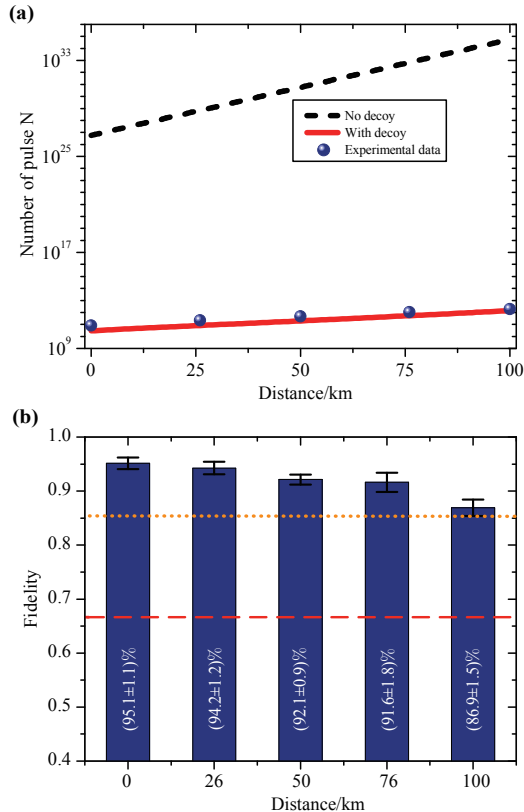 (a)
10^33
10^25
10^17
10^9
Number of pulse N
No decoy
With decoy
Experimental data
0
25
50
75
100
Distance/km
(b)
1.0
0.9
0.8
0.7
0.6
0.5
0.4
Fidelity
(95.1±1.1)%
(94.2±1.2)%
(92.1±0.9)%
(91.6±1.8)%
(86.9±1.5)%
0
26
50
76
100
Distance/km